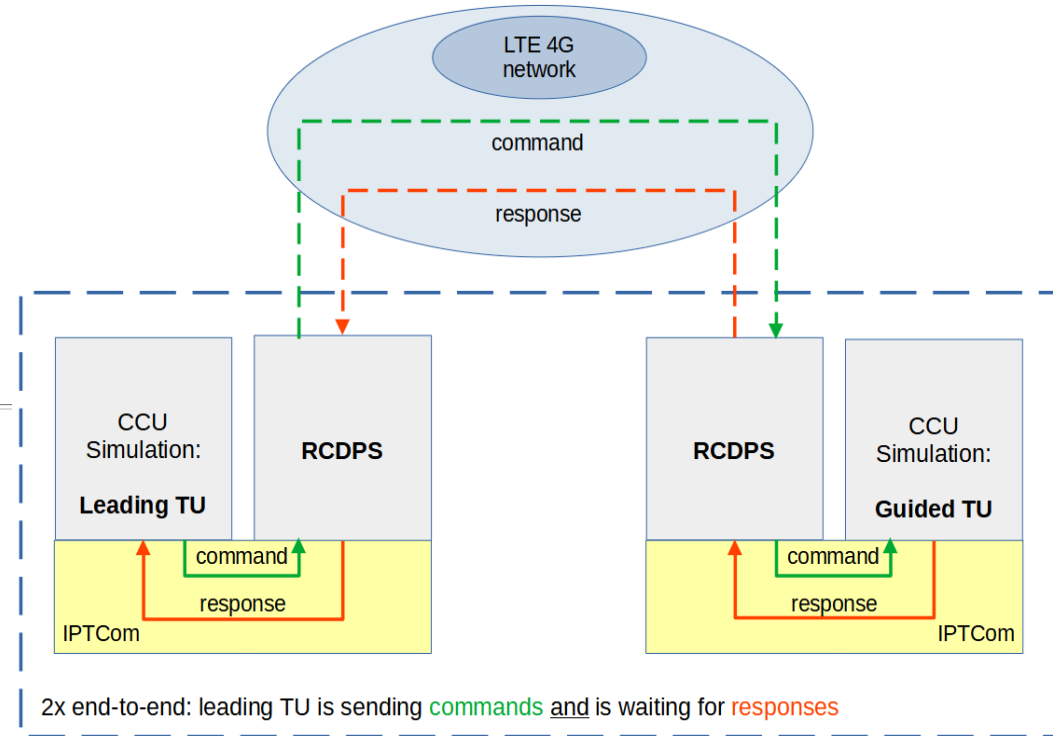 LTE 4G
network
command
response
CCU
Simulation:
Leading TU
RCDPS
command
response
IPTCom
RCDPS
CCU
Simulation:
Guided TU
command
response
IPTCom
2x end-to-end: leading TU is sending commands and is waiting for responses